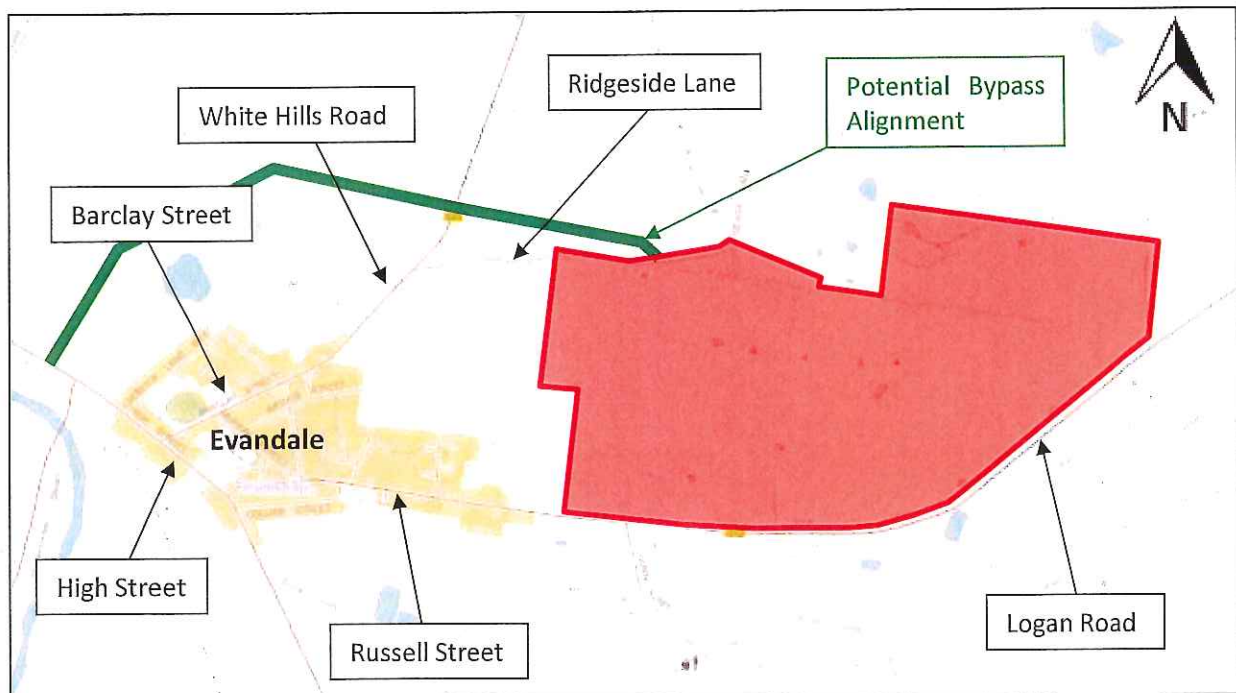 Ridgeside Lane
Potential Bypass
Alignment
N
White Hills Road
Barclay Street
Evandale
High Street
Russell Street
Logan Road